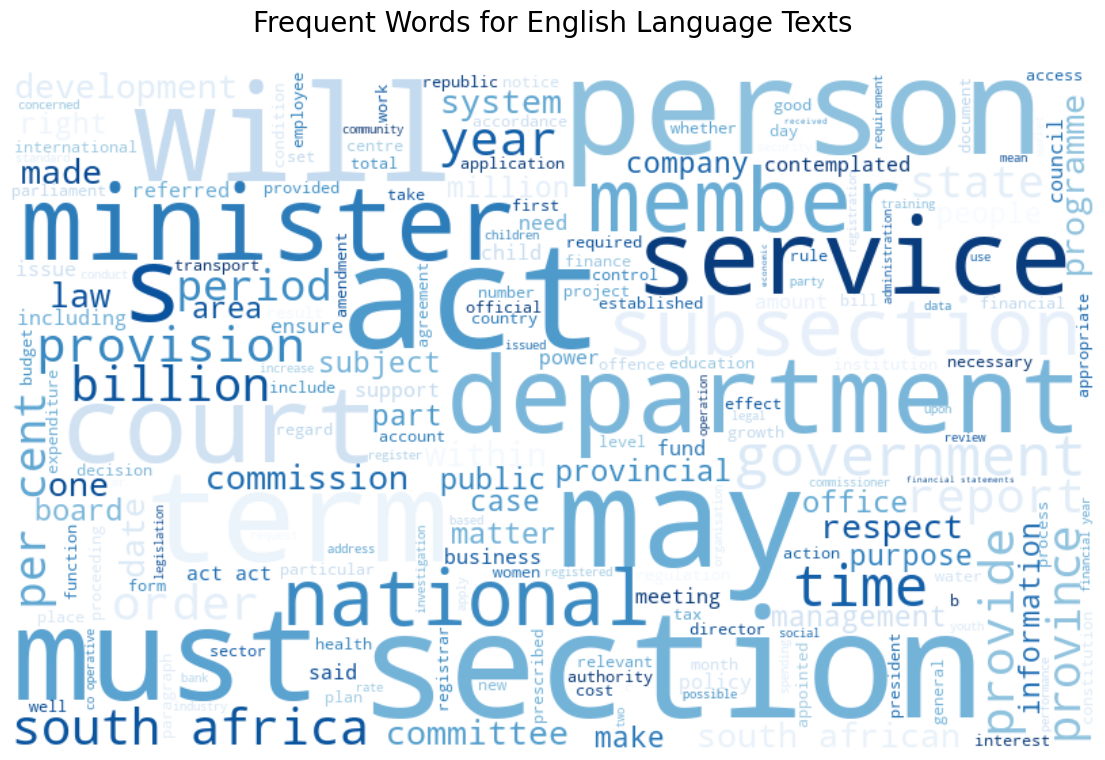 Frequent Words for English Language Texts
development
concerned
right
international
standard
parliament
made
will
condition
set
employee
community
centre
total
work
republic
notice
system
accordance
year
application
person
whether
good
received
day
security
requirement
document
access
mean
council
programme
company
contemplated
referred
provided
take
million
first
need
member
state
people
registration
training
minister
act
s
service
transport
children
child
required
finance
control
economic
rule
party
administration
use
issue
conduct
law
period
area
result
amendment
agreement
number
official
country
project
established
amount
bill
data
financial
including
ensure
issued
subsection
appropriate
budget
provision
subject
power
offence
education
institution
necessary
expenditure
increase
billion
include
support
department
operation
effect
legal
upon
per cent
court
regard
part
account
level
growth
review
government
decision
register
within
fund
financial statements
commission
public
provincial
commissioner
one
board
date
term
case
office
report
function
proceeding
legislation
request
address
based
matter
may
organisation
respect
information
process
province
financial year
form
act act
particular
investigation
business
women
registered
regulation
action
purpose
water
provide
place
order
national
apply
meeting
time
b
youth
tax
management
must
section
director
social
sector
health
co operative
said
registrar
prescribed
relevant
authority
cost
month
policy
possible
spending
appointed
president
general
performance
constitution
well
bank
paragraph
industry
plan
rate
new
two
south africa
committee
make
south african
interest